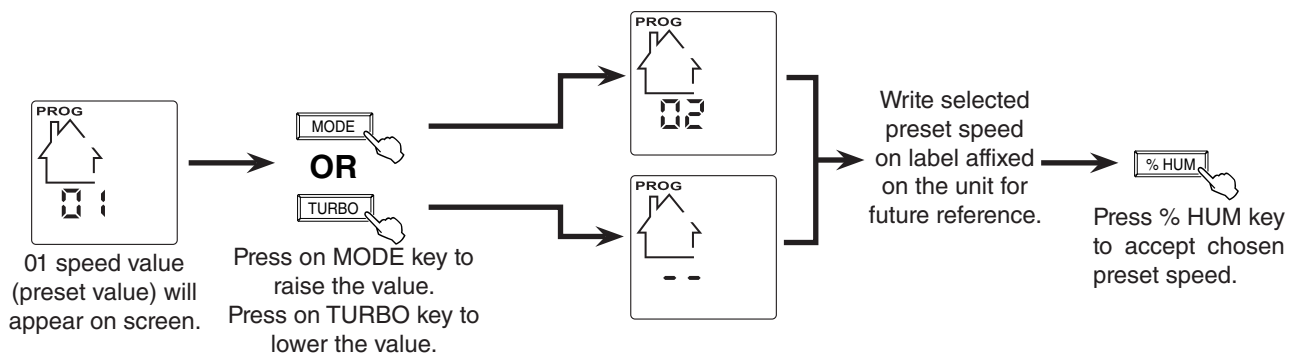 PROG
01
01 speed value
(preset value) will
appear on screen.
MODE
OR
TURBO
Press on MODE key to
raise the value.
Press on TURBO key to
lower the value.
PROG
02
PROG
--
Write selected
preset speed
on label affixed
on the unit for
future reference.
% HUM
Press % HUM key
to accept chosen
preset speed.